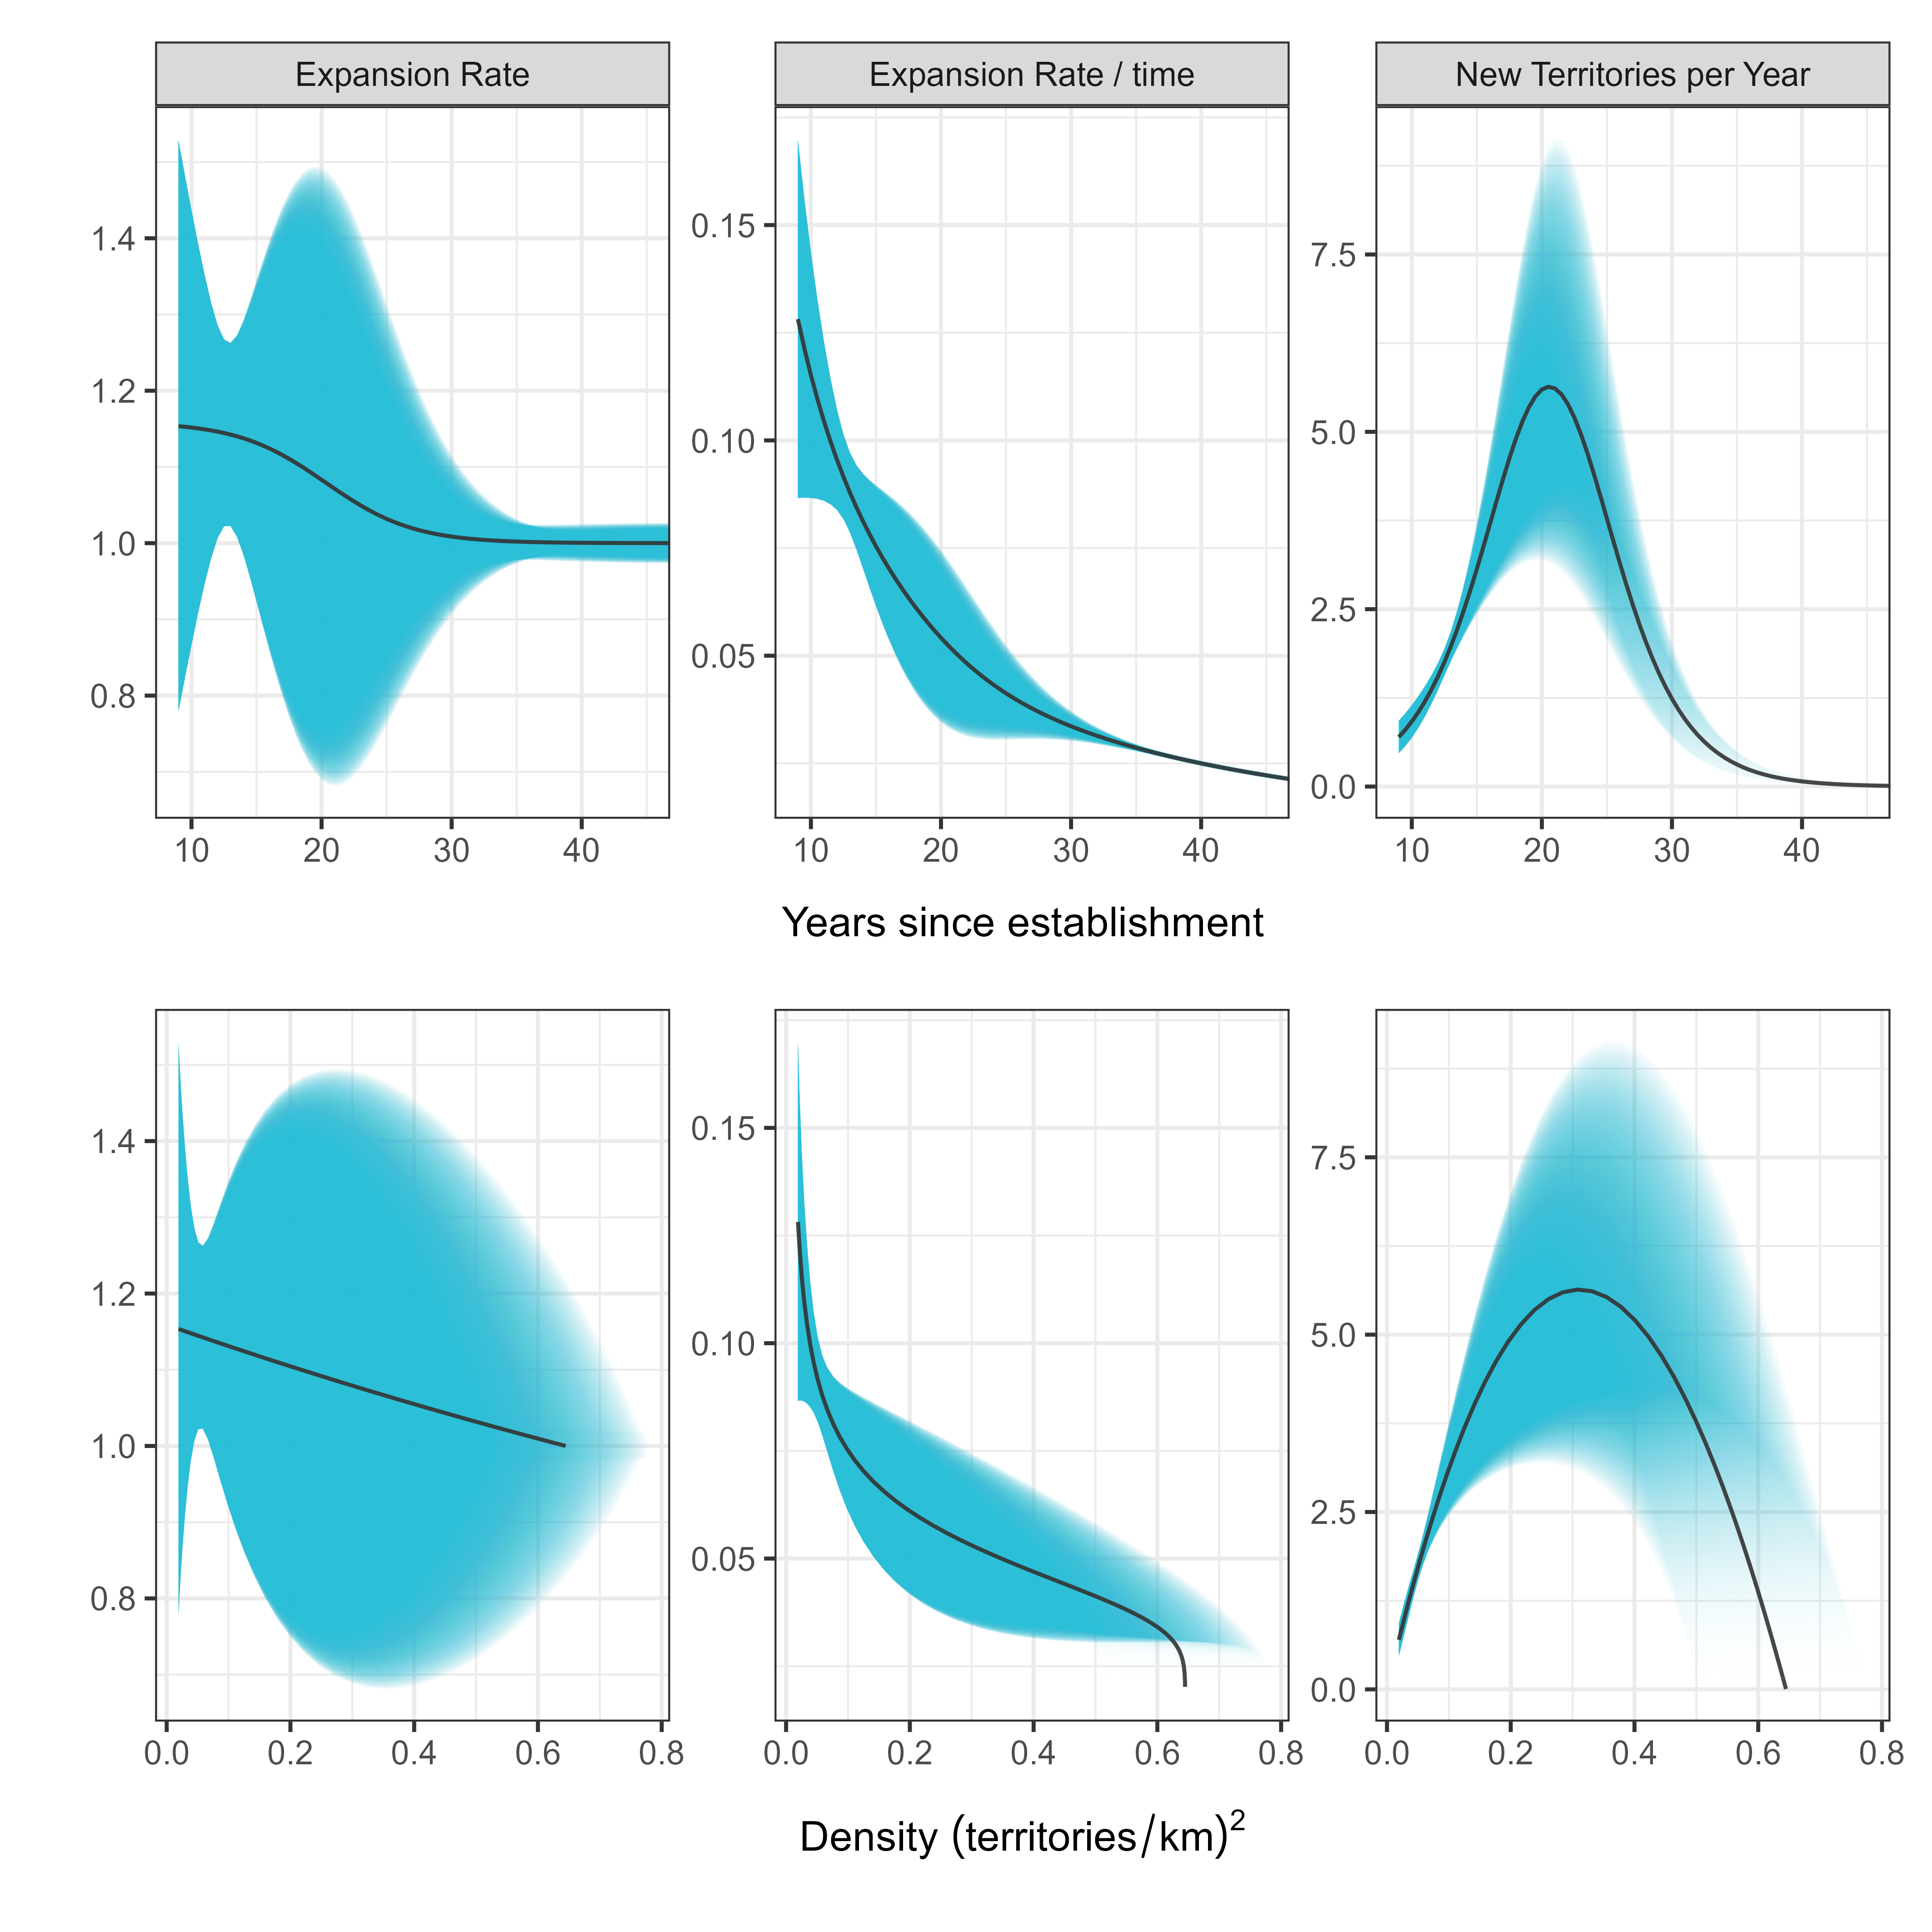 Expansion Rate
Expansion Rate / time
New Territories per Year
1.4
1.2
1.0
0.8
0.15
0.10
0.05
7.5
5.0
2.5
0.0
10 20 30 40
10 20 30 40
10 20 30 40
Years since establishment
1.4
1.2
1.0
0.8
0.15
0.10
0.05
7.5
5.0
2.5
0.0
0.0 0.2 0.4 0.6 0.8
0.0 0.2 0.4 0.6 0.8
0.0 0.2 0.4 0.6 0.8
Density (territories/km)²